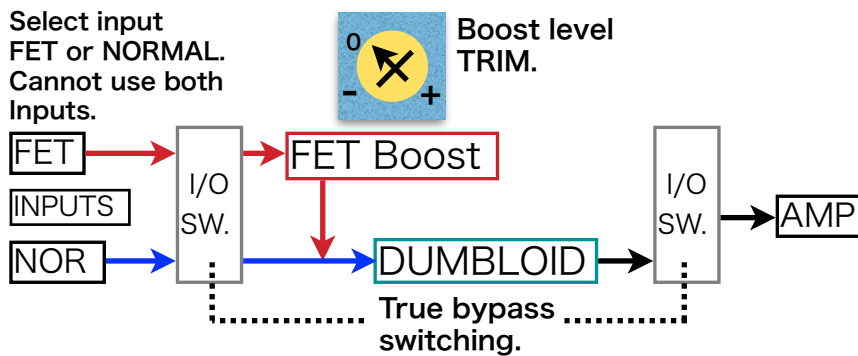 Select input
FET or NORMAL.
Cannot use both
Inputs.
0
- +
Boost level
TRIM.
FET
INPUTS
NOR
I/O
SW.
FET Boost
DUMBLOID
I/O
SW.
AMP
True bypass
switching.